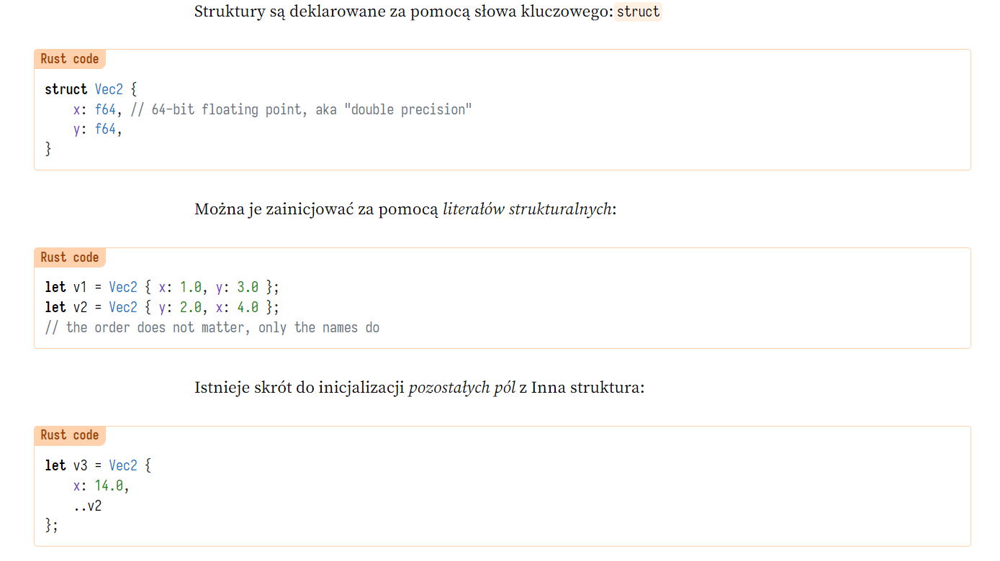 Struktury są deklarowane za pomocą słowa kluczowego: struct
Rust code
struct Vec2 {
    x: f64, // 64-bit floating point, aka "double precision"
    y: f64,
}
Można je zainicjować za pomocą literałów strukturalnych:
Rust code
let v1 = Vec2 { x: 1.0, y: 3.0 };
let v2 = Vec2 { y: 2.0, x: 4.0 };
// the order does not matter, only the names do
Istnieje skrót do inicjalizacji pozostałych pól z Inna struktura:
Rust code
let v3 = Vec2 {
    x: 14.0,
    ..v2
};